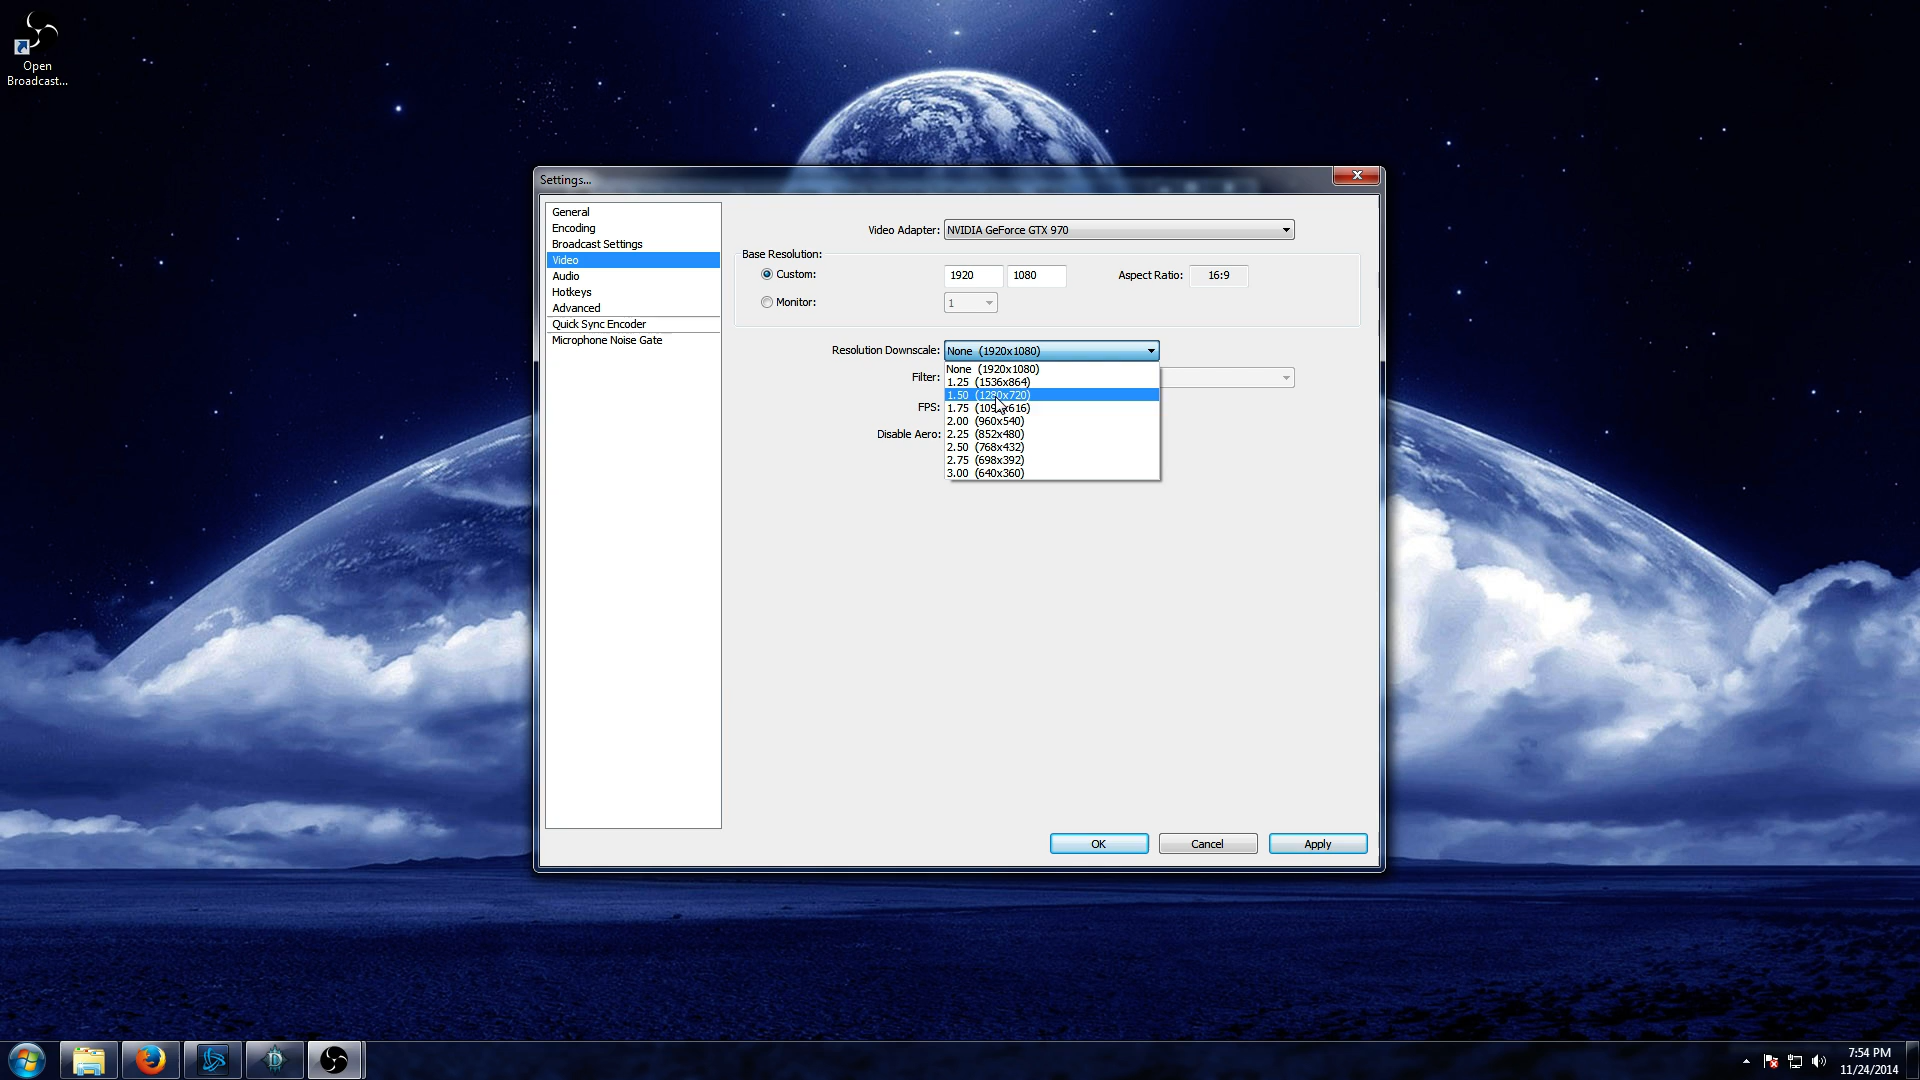 Open
Broadcast...
Settings...
General
Encoding
Broadcast Settings
Video
Audio
Hotkeys
Advanced
Quick Sync Encoder
Microphone Noise Gate
Video Adapter: NVIDIA GeForce GTX 970
Base Resolution:
Custom: 1920 1080 Aspect Ratio: 16:9
Monitor: 1
Resolution Downscale: None (1920x1080)
Filter:
FPS:
Disable Aero:
None (1920x1080)
1.25 (1536x864)
1.50 (1280x720)
1.75 (109 x616)
2.00 (960x540)
2.25 (852x480)
2.50 (768x432)
2.75 (698x392)
3.00 (640x360)
OK Cancel Apply
7:54 PM
11/24/2014